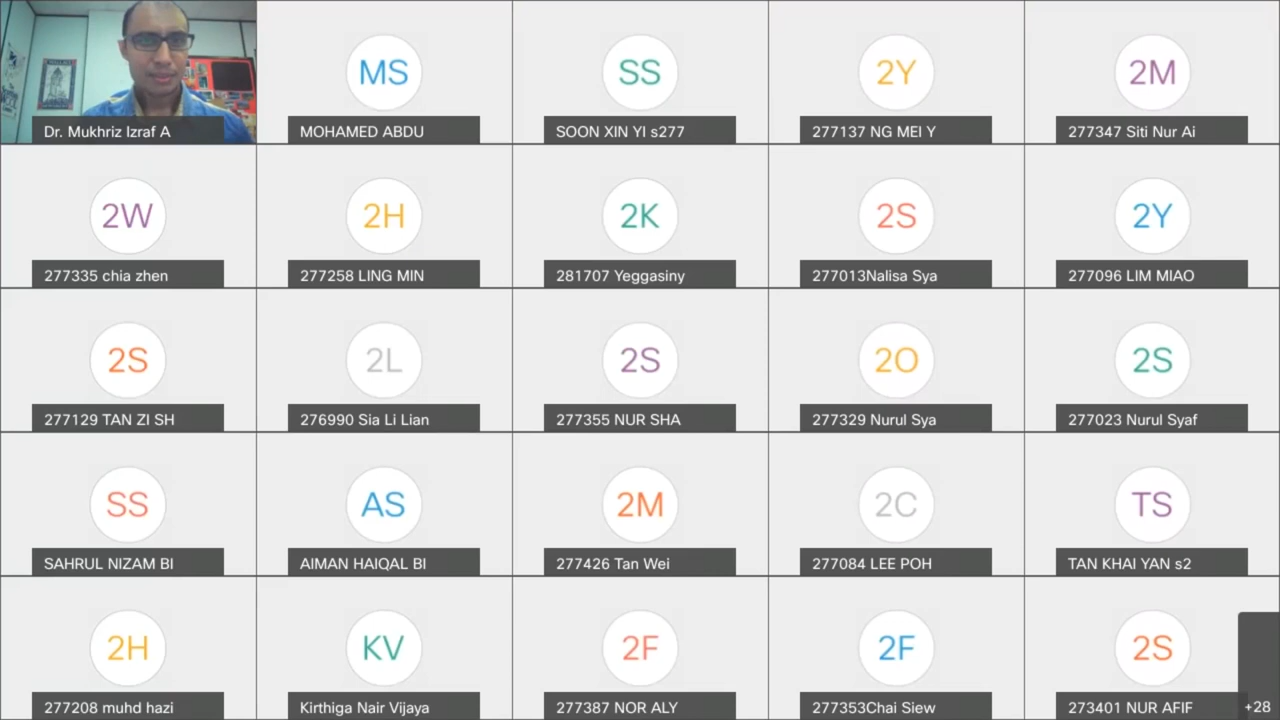 Dr. Mukhriz Izraf A
MS
MOHAMED ABDU
SS
SOON XIN YI s277
2Y
277137 NG MEI Y
2M
277347 Siti Nur Ai
2W
277335 chia zhen
2H
277258 LING MIN
2K
281707 Yeggasiny
2S
277013Nalisa Sya
2Y
277096 LIM MIAO
2S
277129 TAN ZI SH
2L
276990 Sia Li Lian
2S
277355 NUR SHA
2O
277329 Nurul Sya
2S
277023 Nurul Syaf
SS
SAHRUL NIZAM BI
AS
AIMAN HAIQAL BI
2M
277426 Tan Wei
2C
277084 LEE POH
TS
TAN KHAI YAN s2
2H
277208 muhd hazi
KV
Kirthiga Nair Vijaya
2F
277387 NOR ALY
2F
277353Chai Siew
2S
273401 NUR AFIF
+28